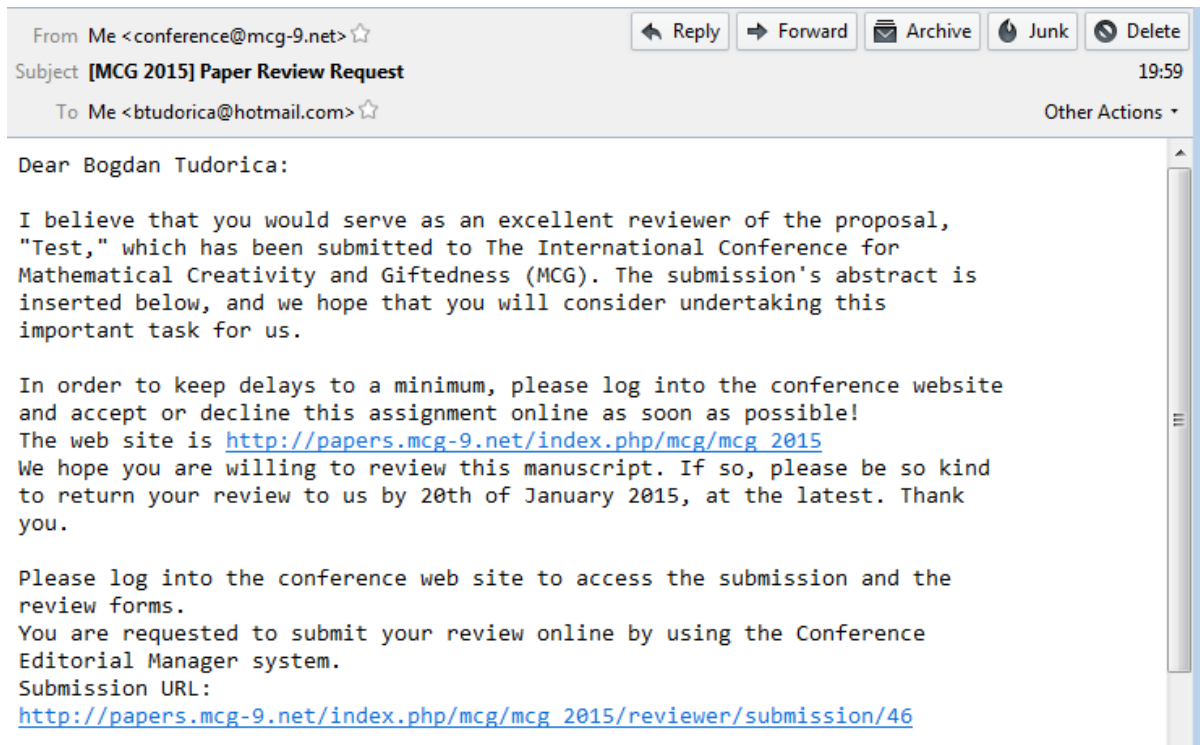 From Me <conference@mcg-9.net>
Reply Forward Archive Junk Delete
Subject [MCG 2015] Paper Review Request 19:59
To Me <btudorica@hotmail.com> Other Actions
Dear Bogdan Tudorica:
I believe that you would serve as an excellent reviewer of the proposal,
"Test," which has been submitted to The International Conference for
Mathematical Creativity and Giftedness (MCG). The submission's abstract is
inserted below, and we hope that you will consider undertaking this
important task for us.
In order to keep delays to a minimum, please log into the conference website
and accept or decline this assignment online as soon as possible!
The web site is http://papers.mcg-9.net/index.php/mcg/mcg_2015
We hope you are willing to review this manuscript. If so, please be so kind
to return your review to us by 20th of January 2015, at the latest. Thank
you.
Please log into the conference web site to access the submission and the
review forms.
You are requested to submit your review online by using the Conference
Editorial Manager system.
Submission URL:
http://papers.mcg-9.net/index.php/mcg/mcg_2015/reviewer/submission/46